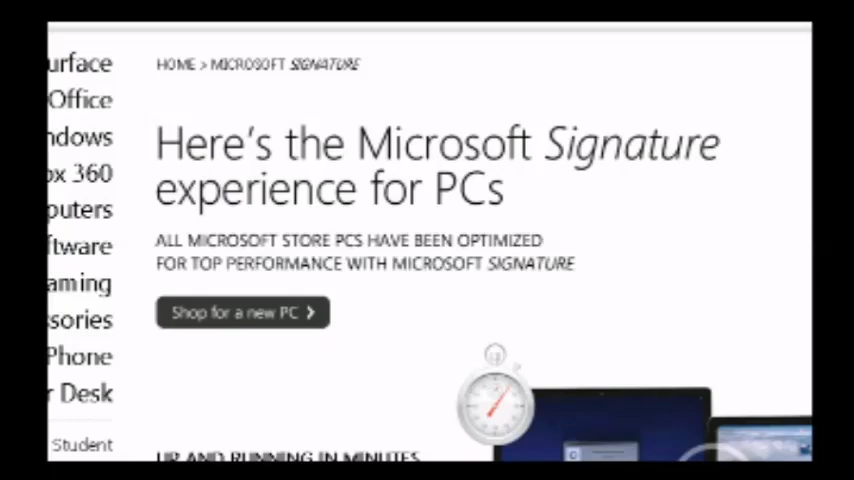 urface
Office
ndows
ox 360
puters
ftware
aming
ssories
Phone
r Desk
Student
HOME > MICROSOFT SIGNATURE
Here's the Microsoft Signature
experience for PCs
ALL MICROSOFT STORE PCS HAVE BEEN OPTIMIZED
FOR TOP PERFORMANCE WITH MICROSOFT SIGNATURE
Shop for a new PC >
UP AND RUNNING IN MINUTES